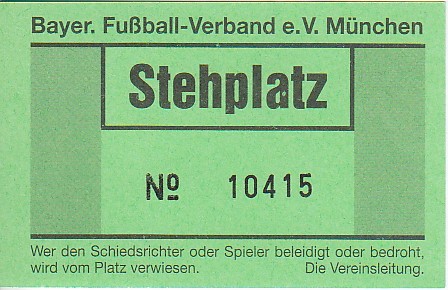 Bayer. Fußball-Verband e.V. München
Stehplatz
No 10415
Wer den Schiedsrichter oder Spieler beleidigt oder bedroht,
wird vom Platz verwiesen. Die Vereinsleitung.